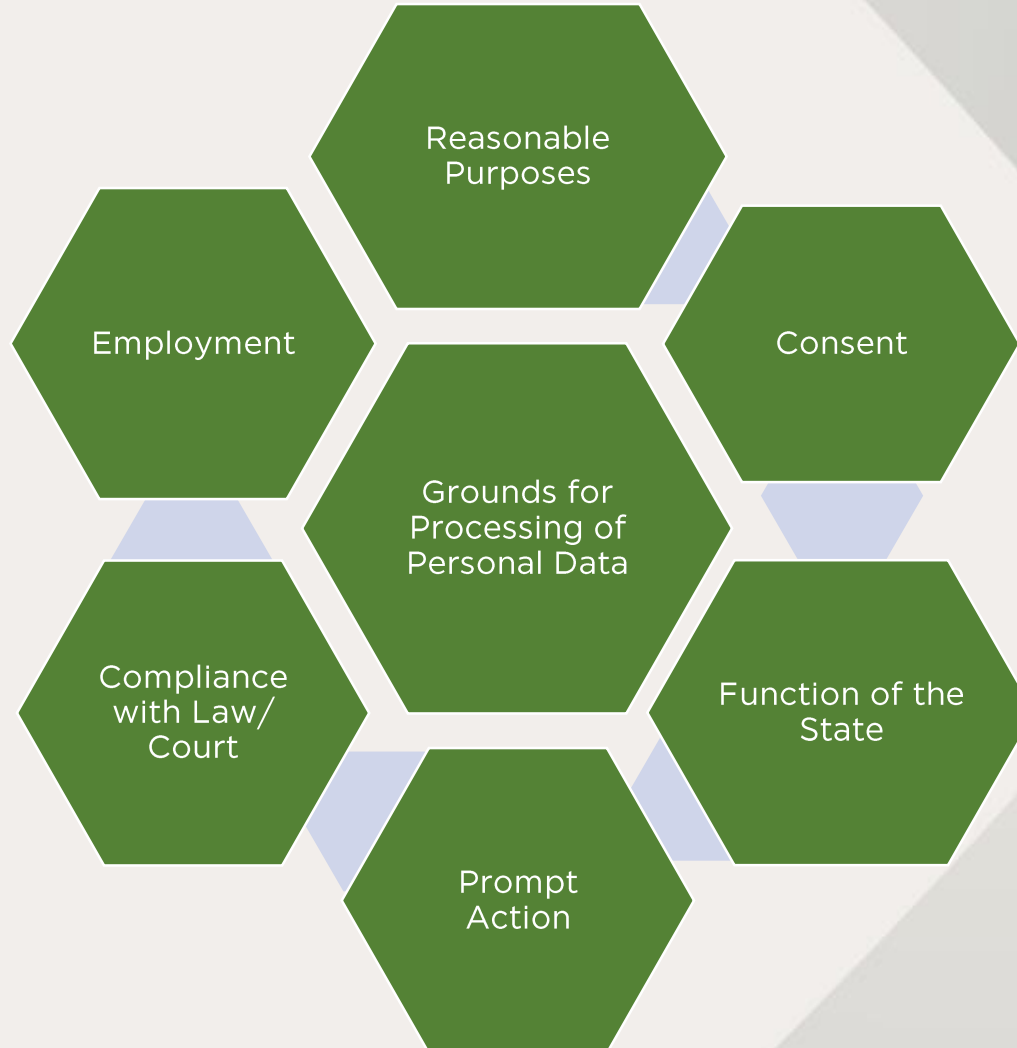 Reasonable
Purposes
Employment
Consent
Grounds for
Processing of
Personal Data
Compliance
with Law/
Court
Function of the
State
Prompt
Action